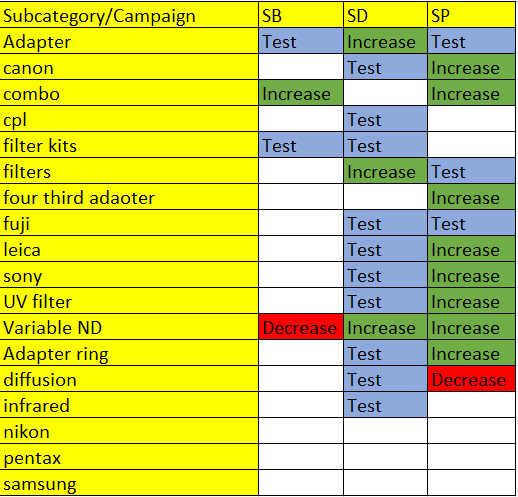 Subcategory/Campaign SB SD SP
Adapter Test Increase Test
canon Test Increase
combo Increase Increase
cpl Test
filter kits Test Test
filters Increase Test
four third adaoter Increase
fuji Test Test
leica Test Increase
sony Test Increase
UV filter Test Increase
Variable ND Decrease Increase Increase
Adapter ring Test Increase
diffusion Test Decrease
infrared Test
nikon
pentax
samsung